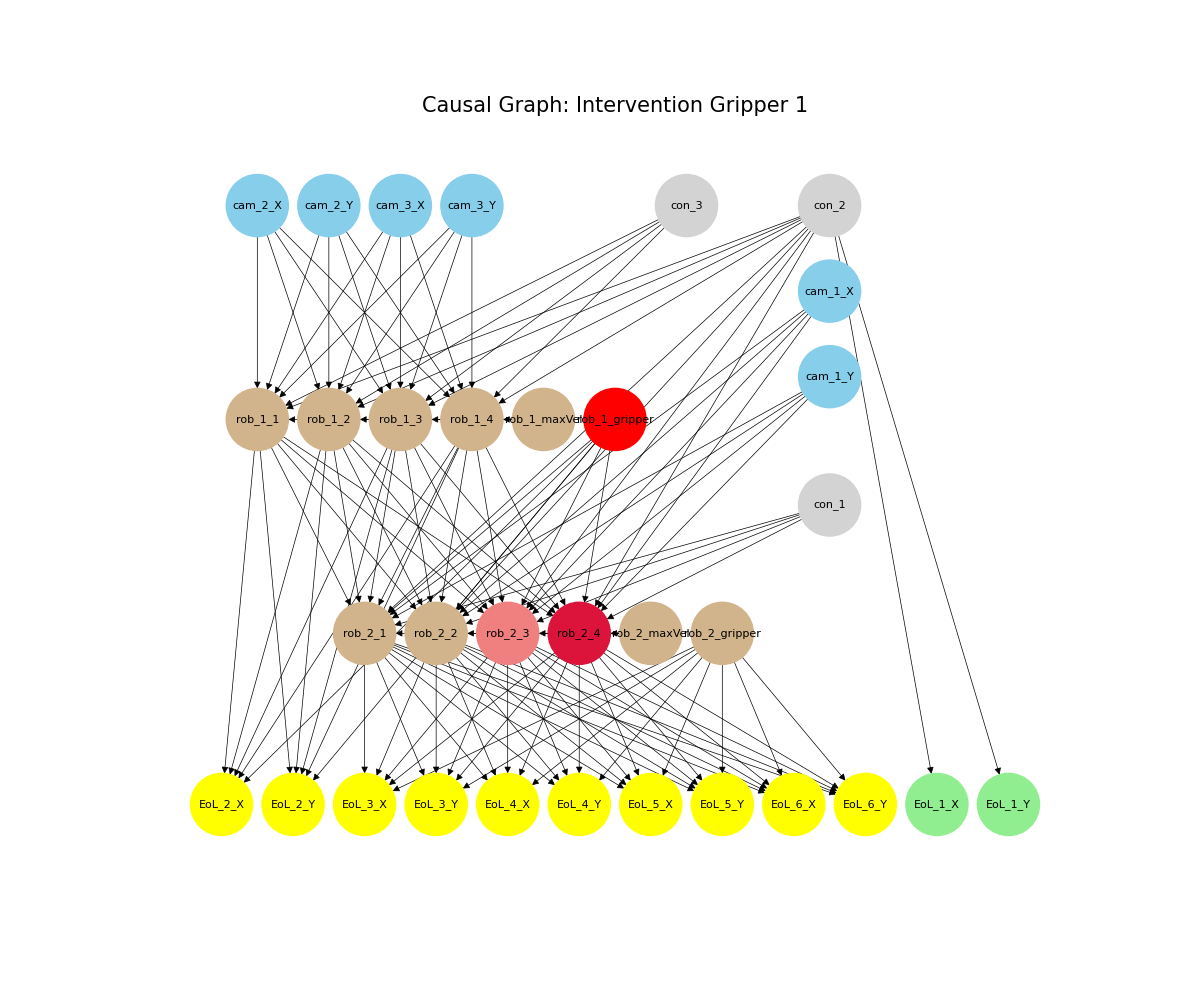 Causal Graph: Intervention Gripper 1
cam_2_X cam_2_Y cam_3_X cam_3_Y con_3 con_2
cam_1_X
cam_1_Y
rob_1_1 rob_1_2 rob_1_3 rob_1_4 rob_1_maxVel rob_1_gripper
con_1
rob_2_1 rob_2_2 rob_2_3 rob_2_4 rob_2_maxVel rob_2_gripper
EoL_2_X EoL_2_Y EoL_3_X EoL_3_Y EoL_4_X EoL_4_Y EoL_5_X EoL_5_Y EoL_6_X EoL_6_Y EoL_1_X EoL_1_Y